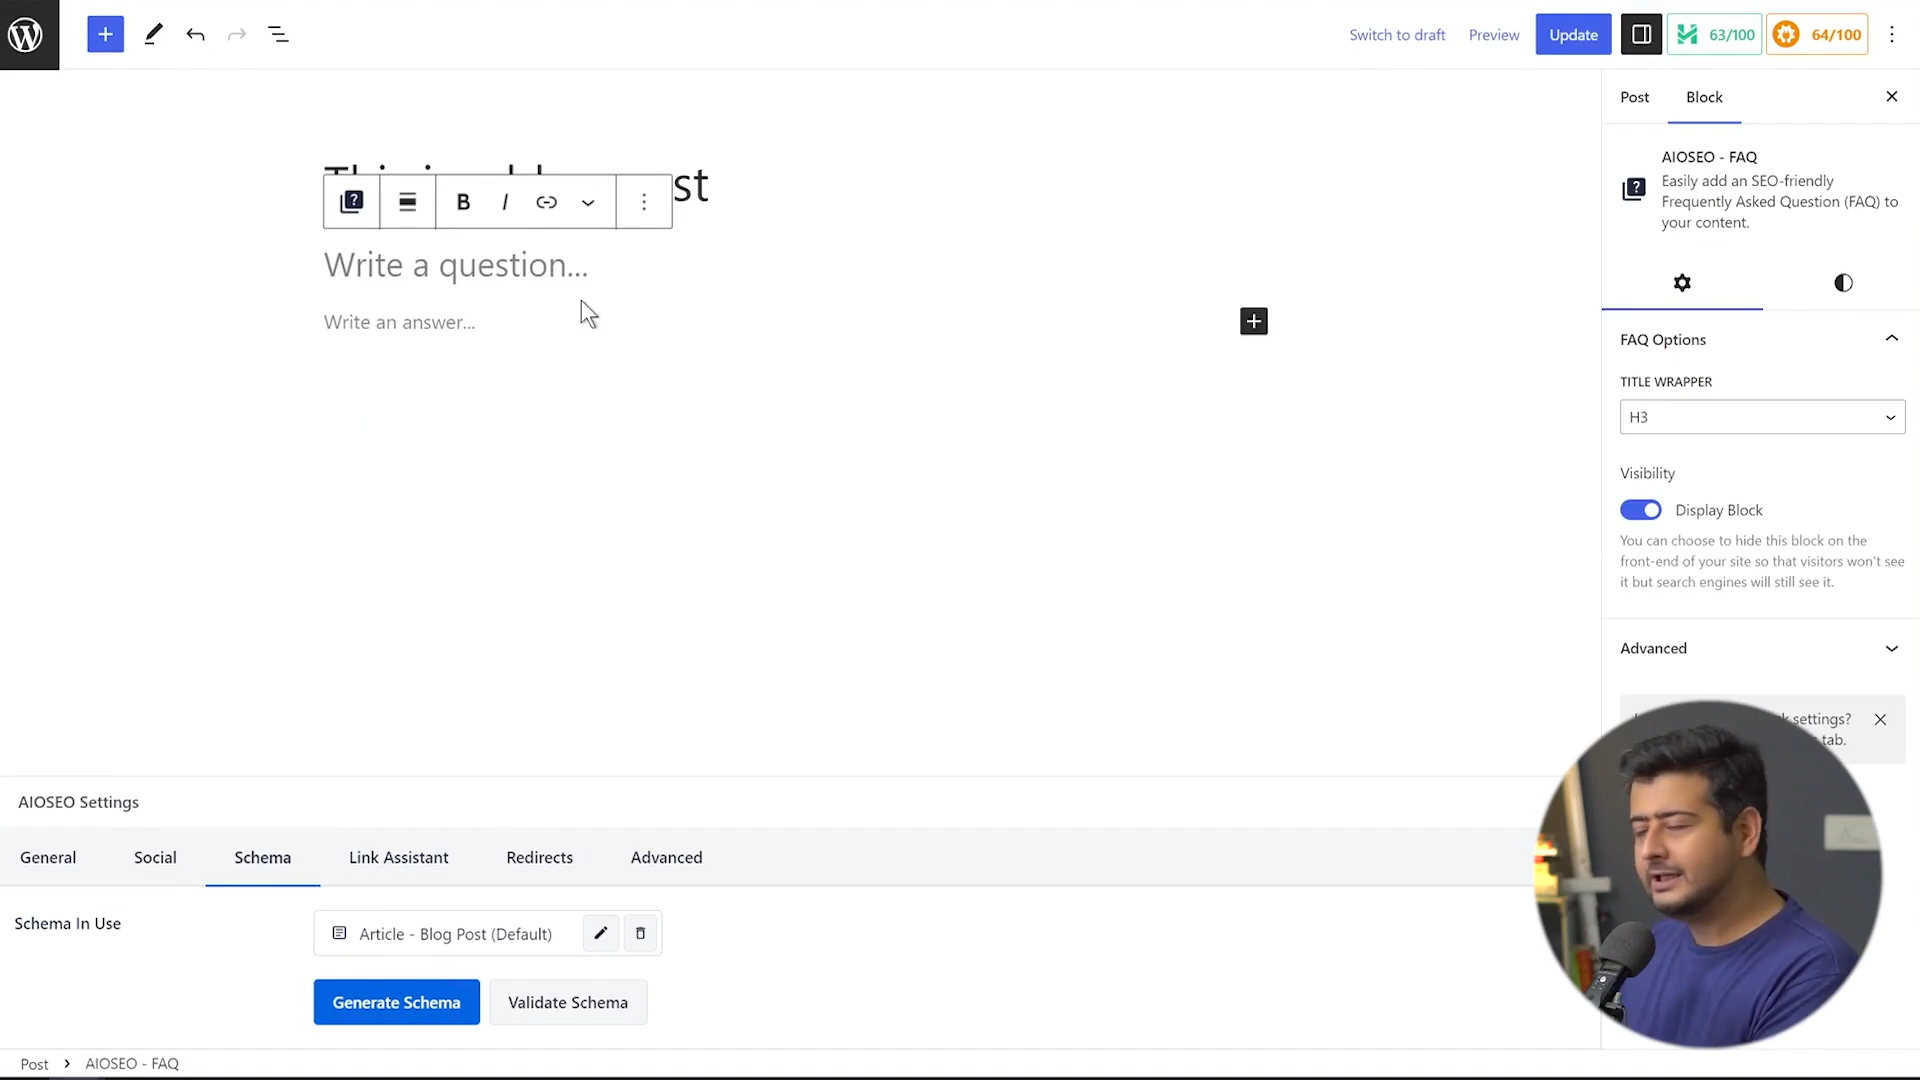 Switch to draft
Preview
Update
63/100
64/100
Post
Block
AIOSEO - FAQ
Easily add an SEO-friendly
Frequently Asked Question (FAQ) to
your content.
st
B I
Write a question...
Write an answer...
FAQ Options
TITLE WRAPPER
H3
Visibility
Display Block
You can choose to hide this block on the
front-end of your site so that visitors won't see
it but search engines will still see it.
Advanced
settings?
tab.
AIOSEO Settings
General
Social
Schema
Link Assistant
Redirects
Advanced
Schema In Use
Article - Blog Post (Default)
Generate Schema
Validate Schema
Post
AIOSEO - FAQ